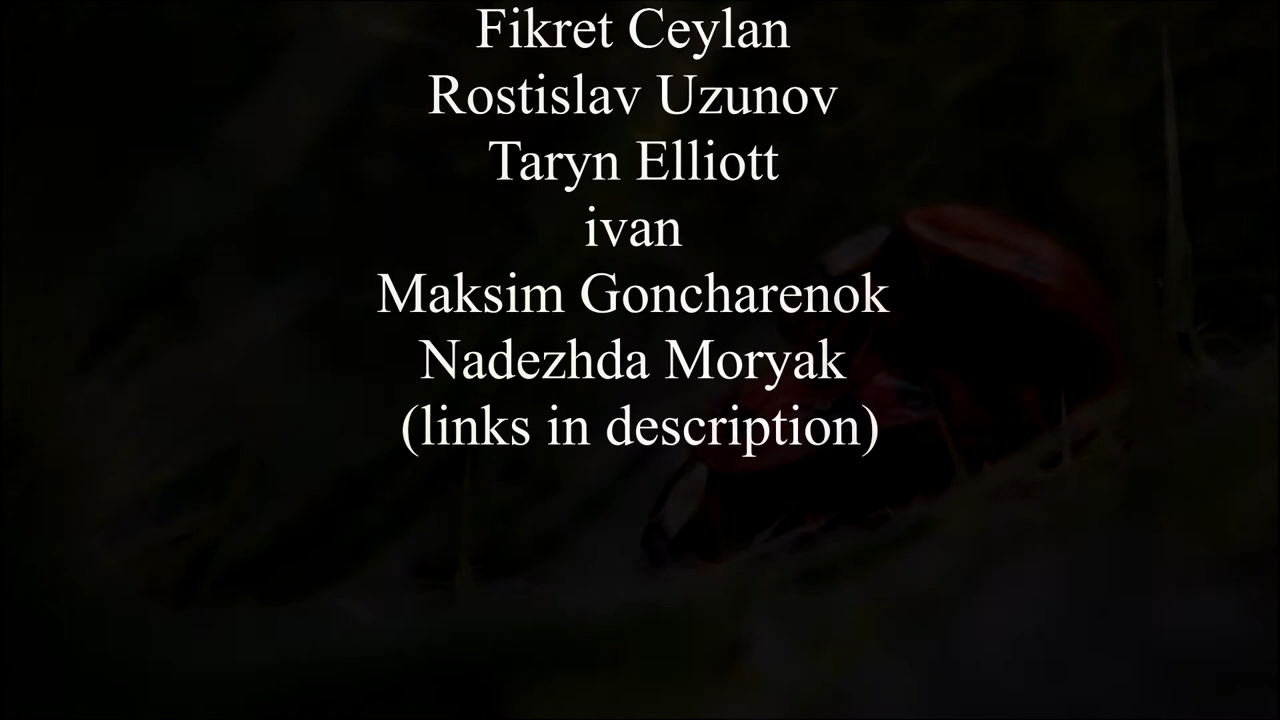 Fikret Ceylan
Rostislav Uzunov
Taryn Elliott
ivan
Maksim Goncharenok
Nadezhda Moryak
(links in description)